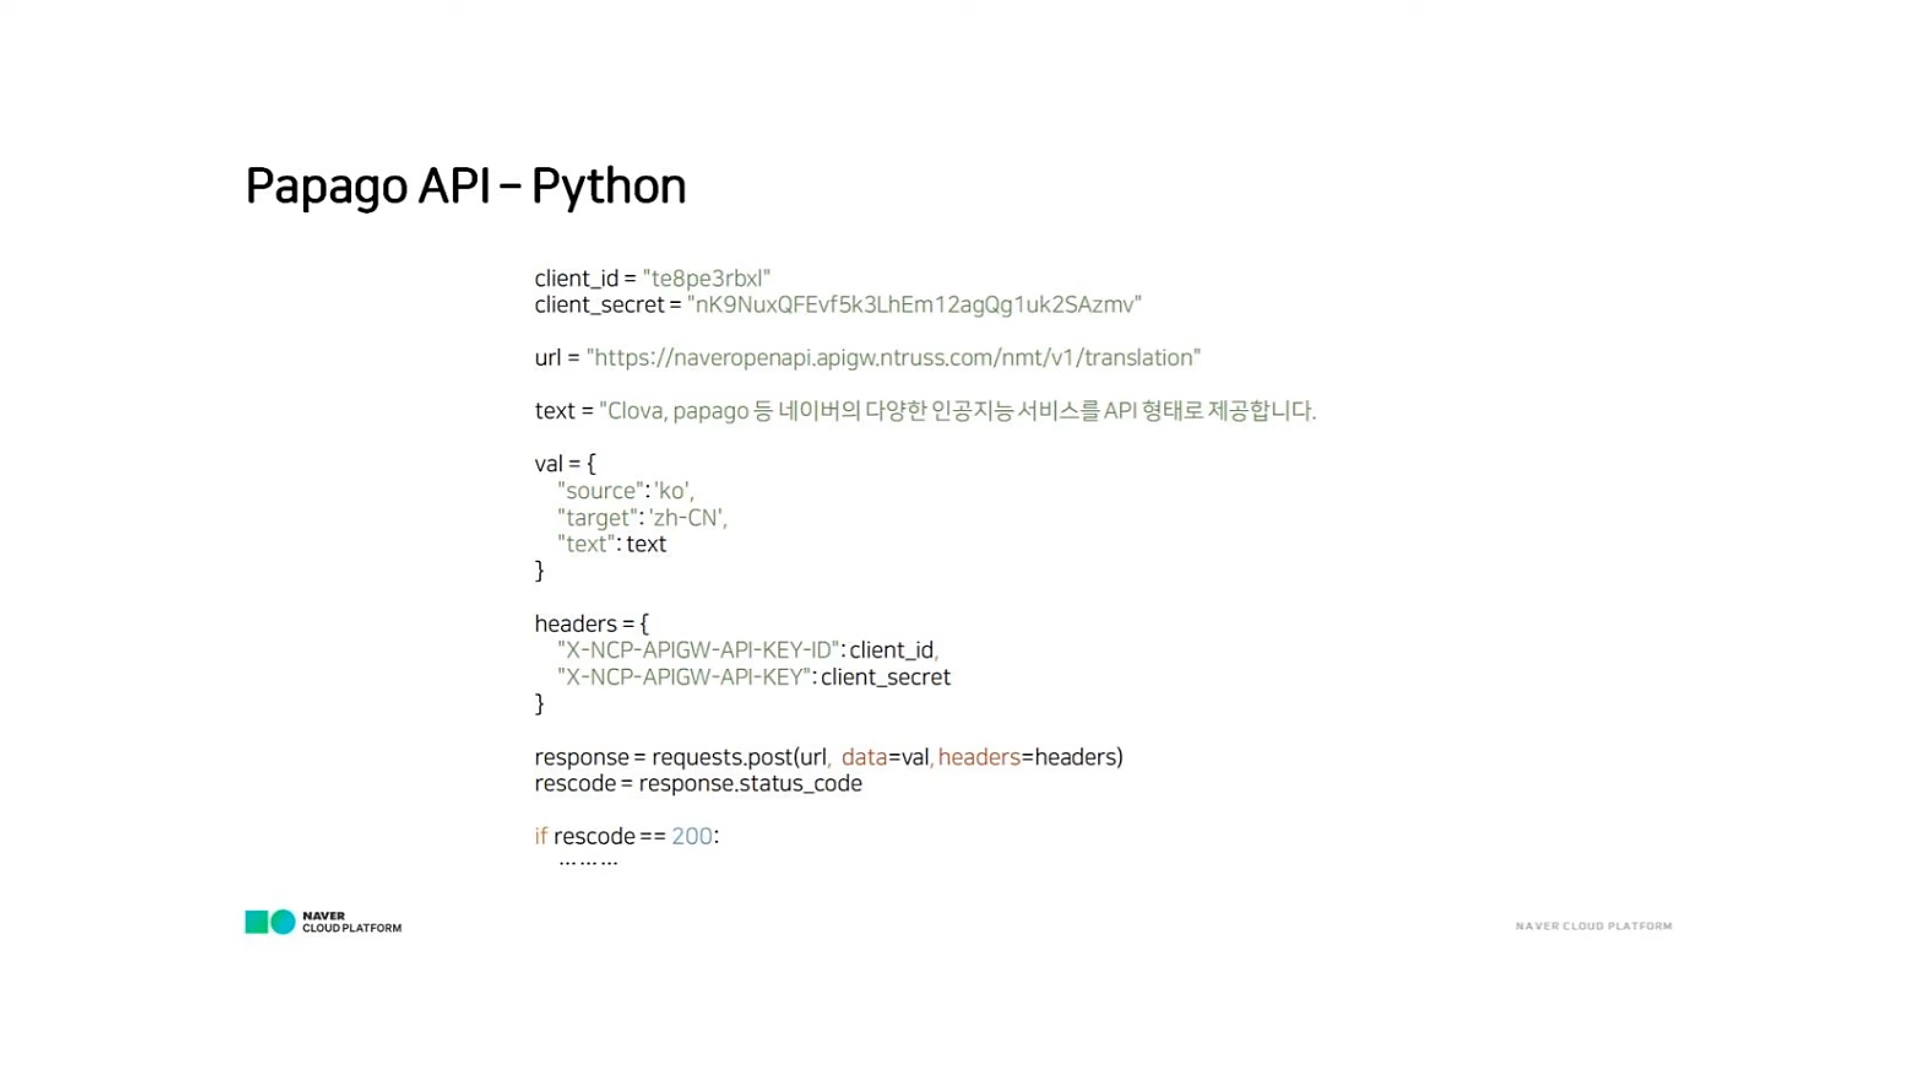 Papago API – Python
client_id = "te8pe3rbxl"
client_secret = "nK9NuxQFEvf5k3LhEm12agQg1uk2SAzmv"
url = "https://naveropenapi.apigw.ntruss.com/nmt/v1/translation"
text = "Clova, papago 등 네이버의 다양한 인공지능 서비스를 API 형태로 제공합니다.
val = {
"source": 'ko',
"target": 'zh-CN',
"text": text
}
headers = {
"X-NCP-APIGW-API-KEY-ID": client_id,
"X-NCP-APIGW-API-KEY": client_secret
}
response = requests.post(url, data=val, headers=headers)
rescode = response.status_code
if rescode == 200:
... ... ...
NAVER
CLOUD PLATFORM
NAVER CLOUD PLATFORM